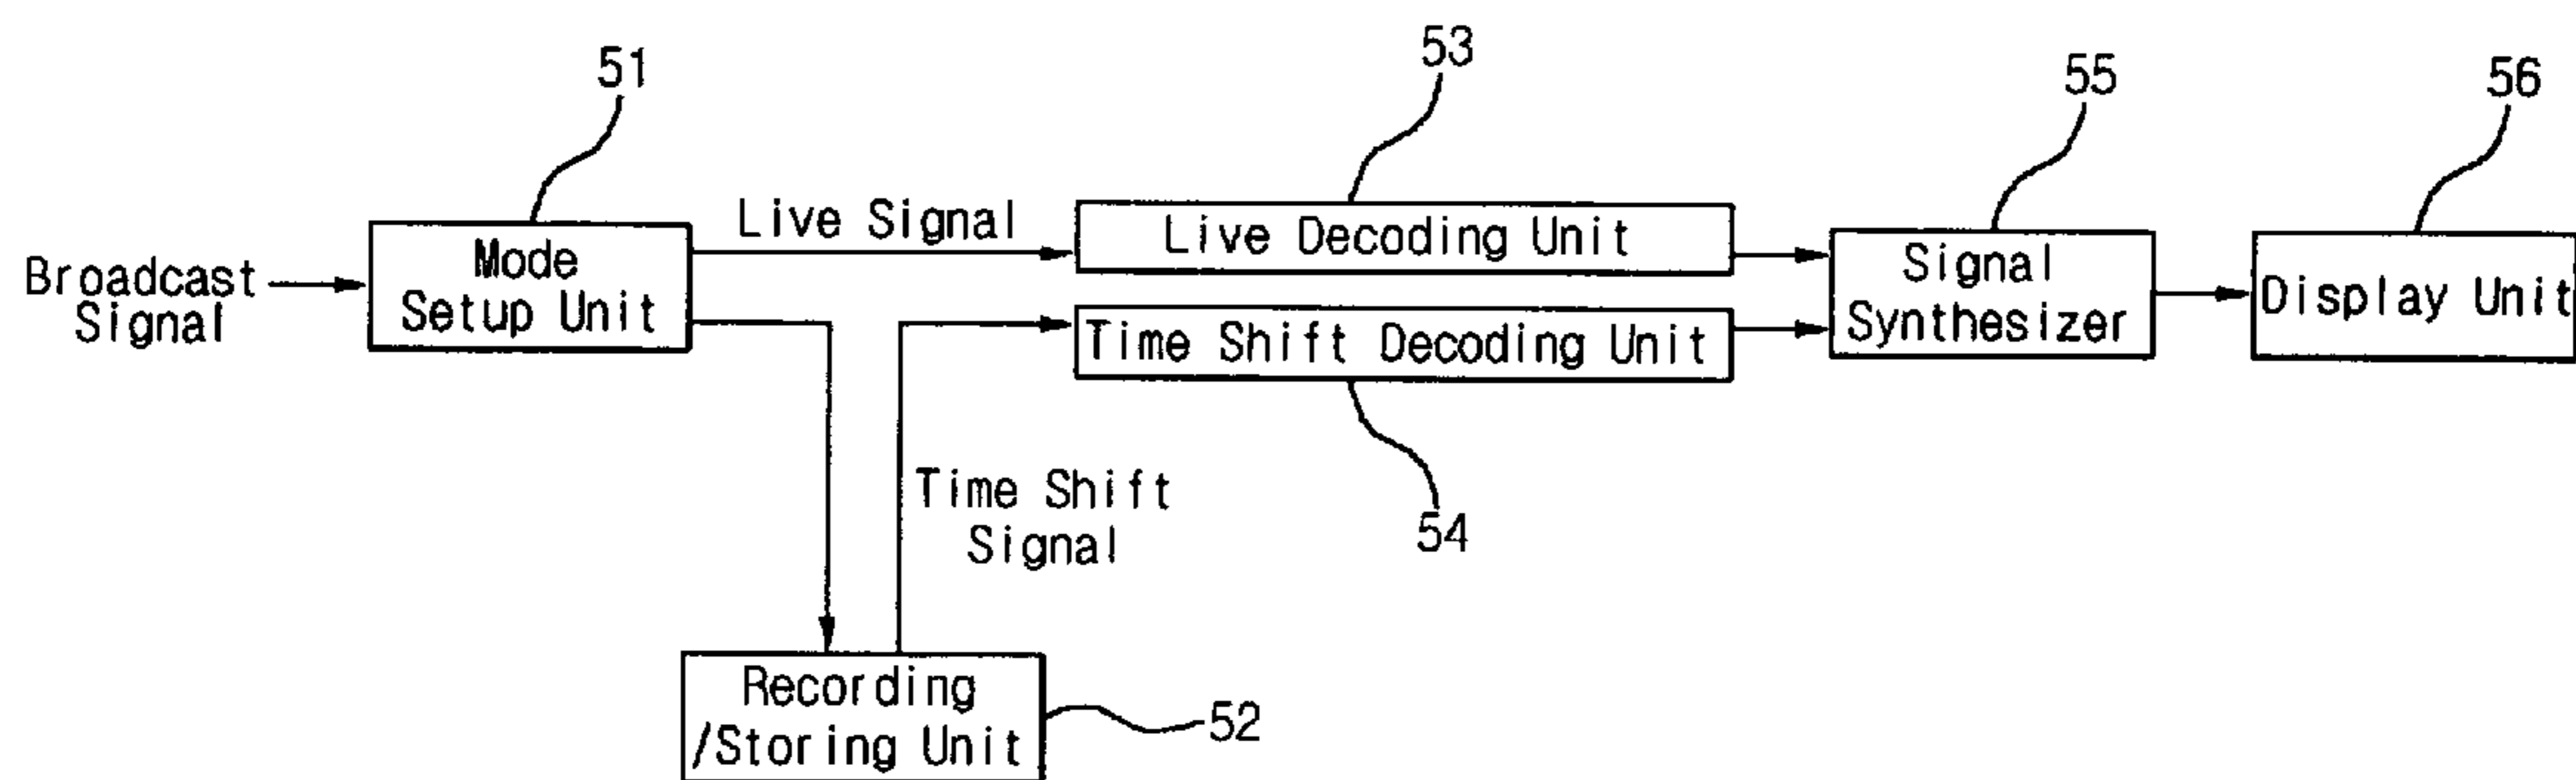 51
53
55
56
Broadcast
Signal
Mode
Setup Unit
Live Signal
Live Decoding Unit
Time Shift Decoding Unit
Signal
Synthesizer
Display Unit
Time Shift
Signal
54
Recording
/Storing Unit
52